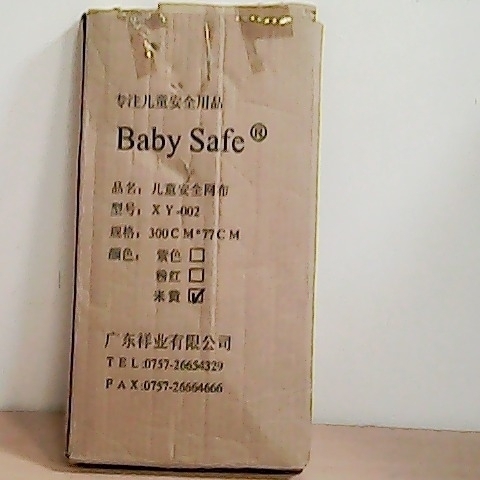 专注儿童安全用品
Baby Safe ®
品名：儿童安全网布
型号：XY-002
规格：300CM*77CM
颜色：紫色 ☐
粉红 ☐
米黄 ☑
广东祥业有限公司
TEL:0757-26654329
FAX:0757-26664666